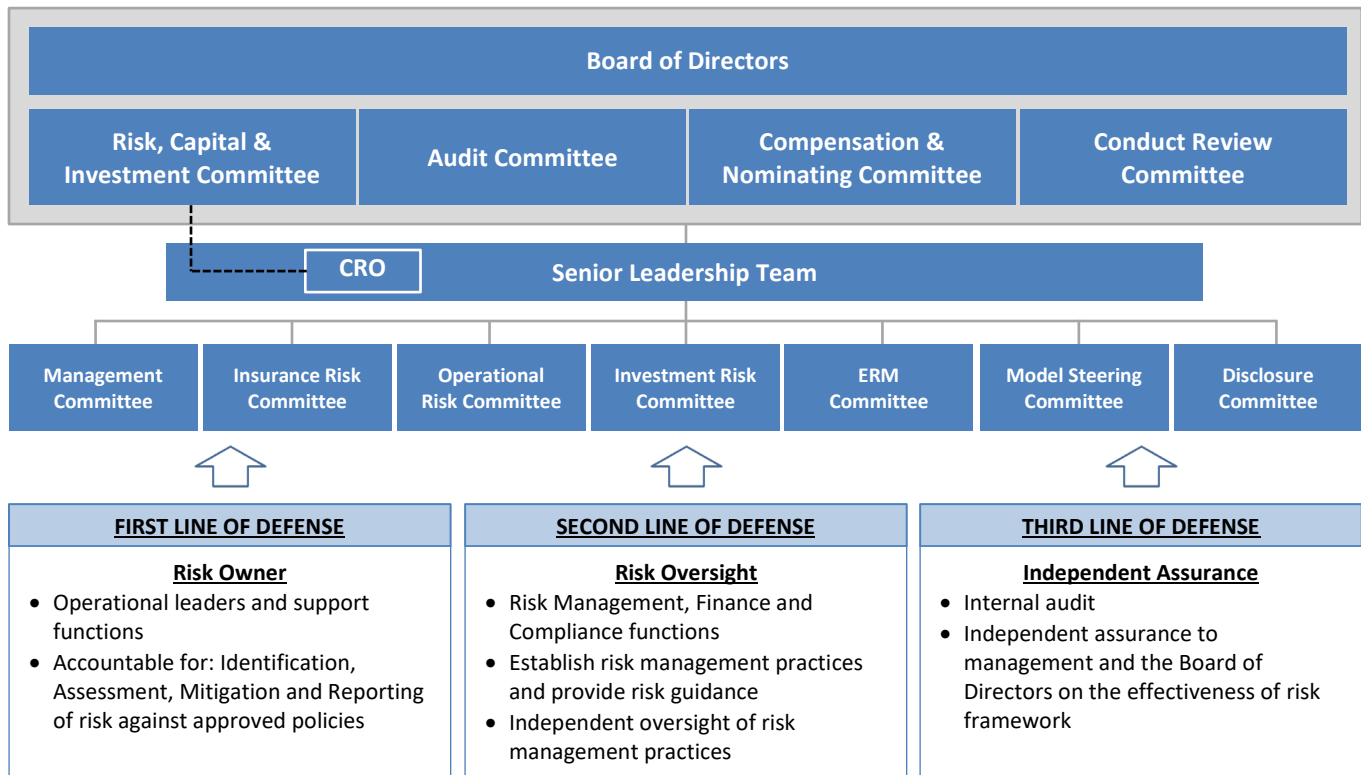 Board of Directors
Risk, Capital &
Investment Committee
Audit Committee
Compensation &
Nominating Committee
Conduct Review
Committee
CRO
Senior Leadership Team
Management
Committee
Insurance Risk
Committee
Operational
Risk Committee
Investment Risk
Committee
ERM
Committee
Model Steering
Committee
Disclosure
Committee
FIRST LINE OF DEFENSE
Risk Owner
• Operational leaders and support
functions
• Accountable for: Identification,
Assessment, Mitigation and Reporting
of risk against approved policies
SECOND LINE OF DEFENSE
Risk Oversight
• Risk Management, Finance and
Compliance functions
• Establish risk management practices
and provide risk guidance
• Independent oversight of risk
management practices
THIRD LINE OF DEFENSE
Independent Assurance
• Internal audit
• Independent assurance to
management and the Board of
Directors on the effectiveness of risk
framework